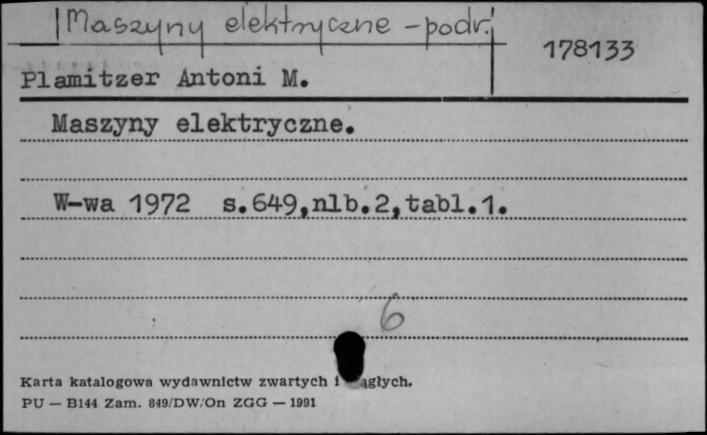 Maszyny elektryczne - podr.
178133
Plamitzer Antoni M.
Maszyny elektryczne.
W-wa 1972 s.649,nlb.2,tabl.1.
6
Karta katalogowa wydawnictw zwartych i ągłych.
PU — B144 Zam. 849/DW/On ZGG — 1991